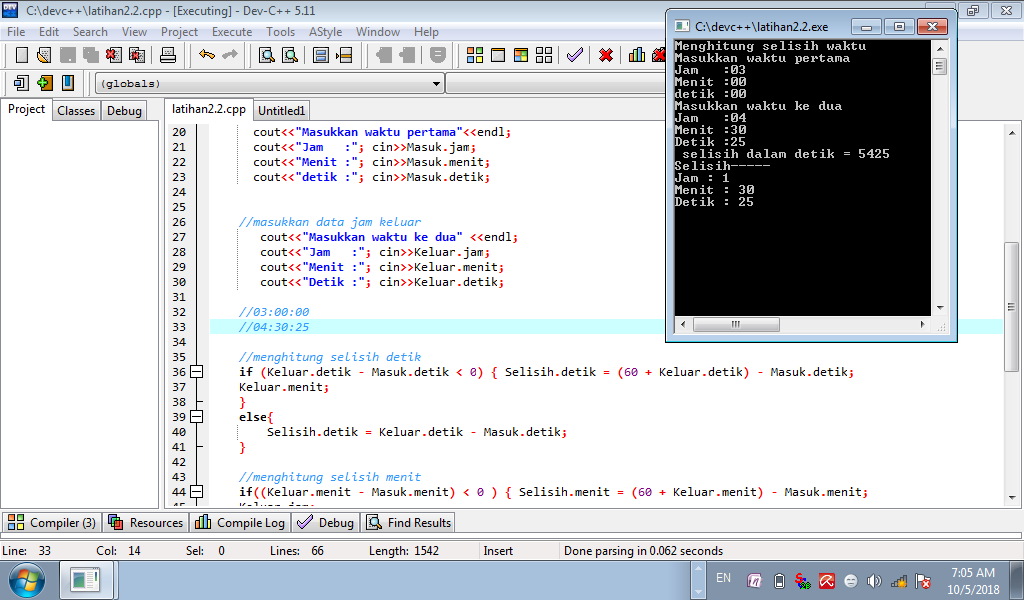 C:\devc++\latihan2.2.cpp - [Executing] - Dev-C++ 5.11
File Edit Search View Project Execute Tools AStyle Window Help
(globals)
Project Classes Debug
latihan2.2.cpp Untitled1
20 cout<<"Masukkan waktu pertama"<<endl;
21 cout<<"Jam   :"; cin>>Masuk.jam;
22 cout<<"Menit :"; cin>>Masuk.menit;
23 cout<<"detik :"; cin>>Masuk.detik;
24
25
26 //masukkan data jam keluar
27 cout<<"Masukkan waktu ke dua" <<endl;
28 cout<<"Jam   :"; cin>>Keluar.jam;
29 cout<<"Menit :"; cin>>Keluar.menit;
30 cout<<"Detik :"; cin>>Keluar.detik;
31
32 //03:00:00
33 //04:30:25
34
35 //menghitung selisih detik
36 if (Keluar.detik - Masuk.detik < 0) { Selisih.detik = (60 + Keluar.detik) - Masuk.detik;
37 Keluar.menit;
38 }
39 else{
40 Selisih.detik = Keluar.detik - Masuk.detik;
41 }
42
43 //menghitung selisih menit
44 if((Keluar.menit - Masuk.menit) < 0 ) { Selisih.menit = (60 + Keluar.menit) - Masuk.menit;
C:\devc++\latihan2.2.exe
Menghitung selisih waktu
Masukkan waktu pertama
Jam   :03
Menit :00
detik :00
Masukkan waktu ke dua
Jam   :04
Menit :30
Detik :25
selisih dalam detik = 5425
Selisih-----
Jam : 1
Menit : 30
Detik : 25
Compiler (3) Resources Compile Log Debug Find Results
Line: 33 Col: 14 Sel: 0 Lines: 66 Length: 1542 Insert Done parsing in 0.062 seconds
EN
7:05 AM
10/5/2018